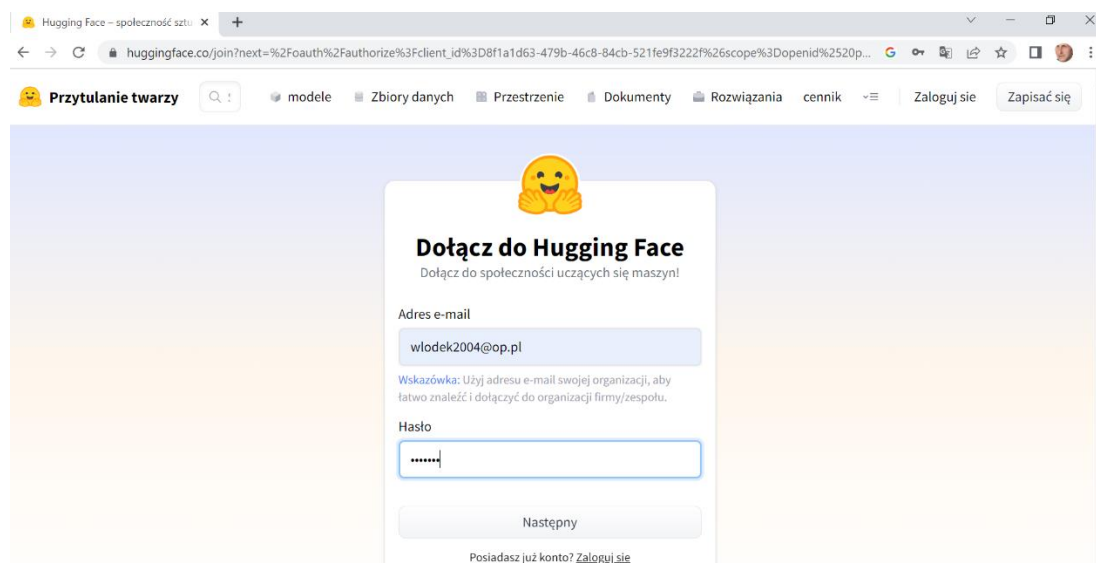 Hugging Face – społeczność sztu
huggingface.co/join?next=%2Foauth%2Fauthorize%3Fclient_id%3D8f1a1d63-479b-46c8-84cb-521fe9f3222f%26scope%3Dopenid%2520p...
Przytulanie twarzy modele Zbiory danych Przestrzenie Dokumenty Rozwiązania cennik Zaloguj sie Zapisać się
Dołącz do Hugging Face
Dołącz do społeczności uczących się maszyn!
Adres e-mail
wlodek2004@op.pl
Wskazówka: Użyj adresu e-mail swojej organizacji, aby
łatwo znaleźć i dołączyć do organizacji firmy/zespołu.
Hasło
•••••••
Następny
Posiadasz już konto? Zaloguj sie